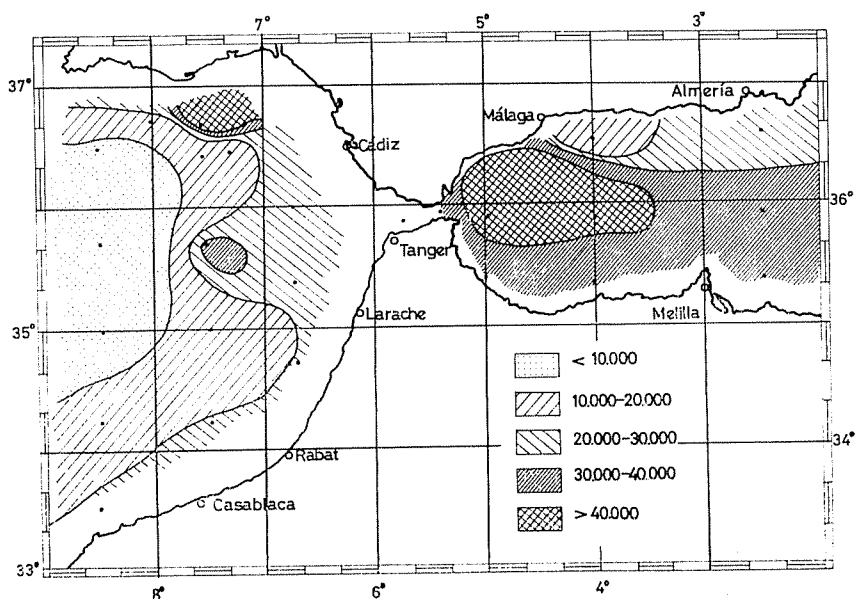 7° 5° 3°
37°
Almería
Málaga
Cádiz
36°
Tanger
35°
Larache
Melilla
< 10.000
10.000-20.000
20.000-30.000
34°
30.000-40.000
Rabat
> 40.000
Casablaca
33°
8° 6° 4°